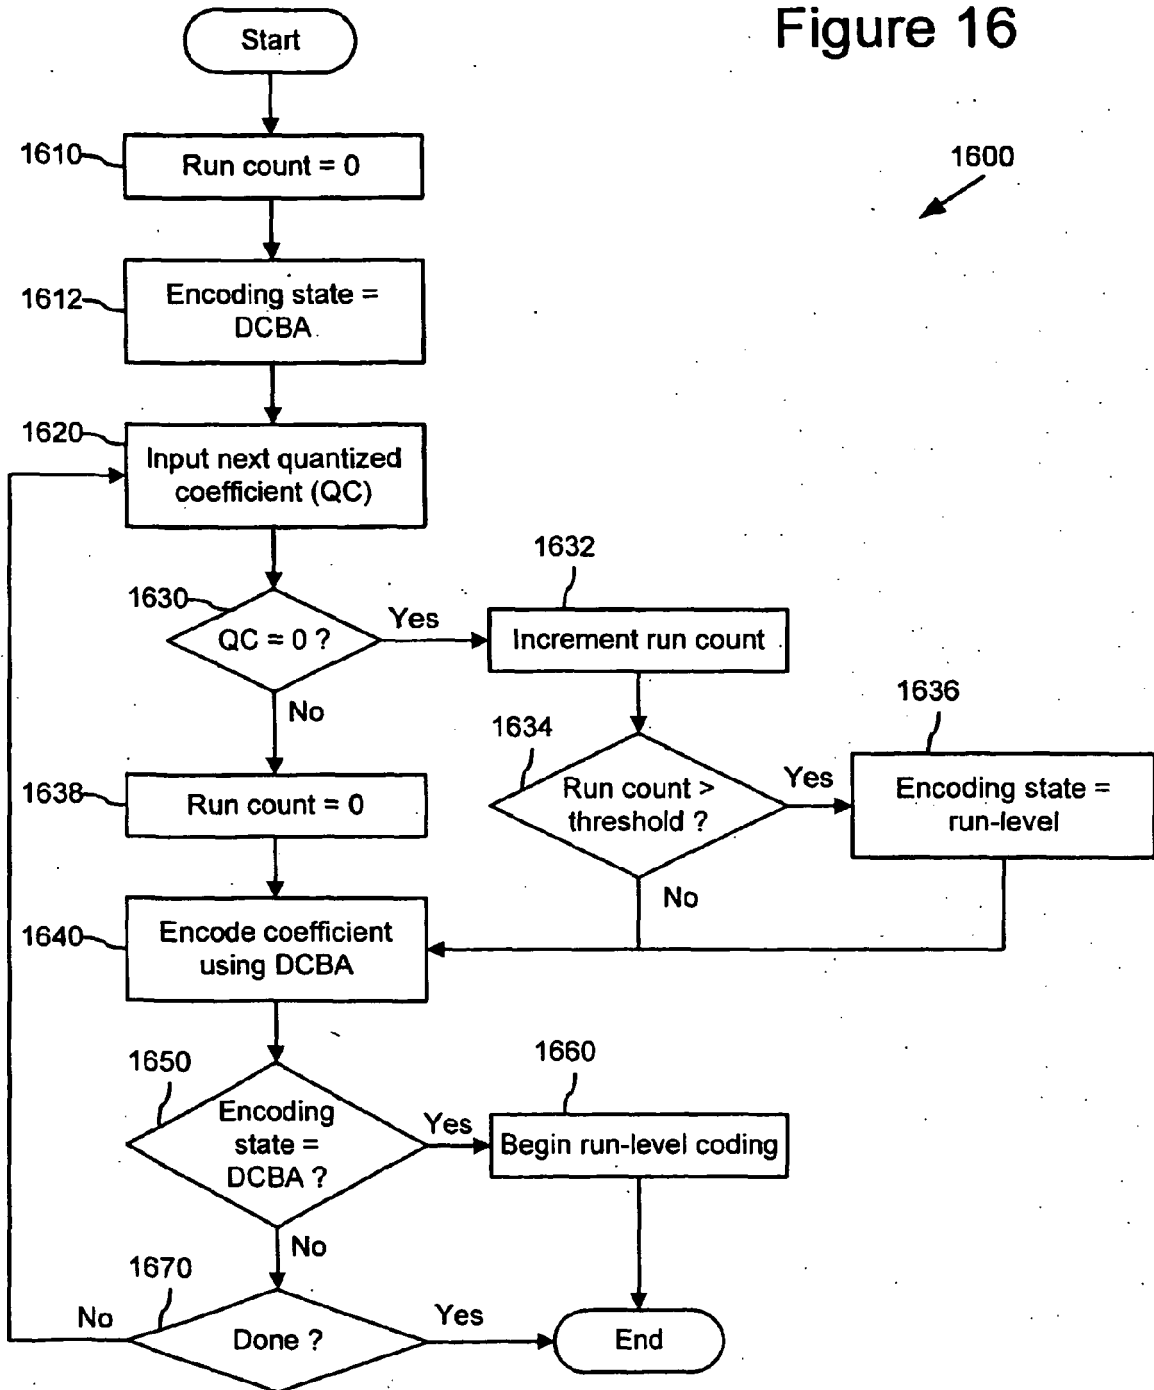 Figure 16
Start
1610
Run count = 0
1600
1612
Encoding state =
DCBA
1620
Input next quantized
coefficient (QC)
1630
QC = 0 ?
Yes
No
1632
Increment run count
1634
Run count >
threshold ?
Yes
No
1636
Encoding state =
run-level
1638
Run count = 0
1640
Encode coefficient
using DCBA
1650
Encoding
state =
DCBA ?
Yes
No
1660
Begin run-level coding
1670
Done ?
No
Yes
End